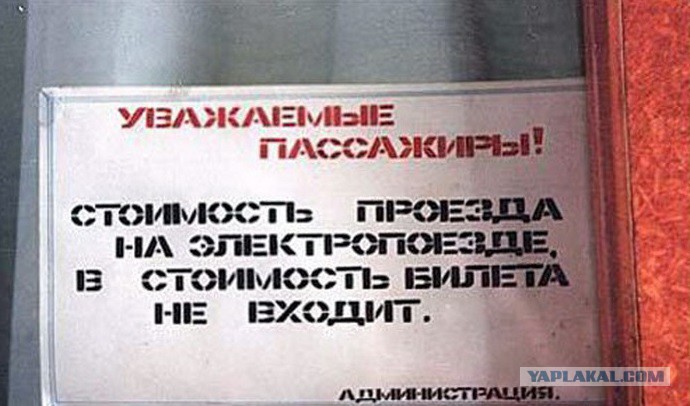 УВАЖАЕМЫЕ
ПАССАЖИРЫ!
СТОИМОСТЬ ПРОЕЗДА
НА ЭЛЕКТРОПОЕЗДЕ,
В СТОИМОСТЬ БИЛЕТА
НЕ ВХОДИТ.
АДМИНИСТРАЦИЯ.
YAPLAKAL.COM